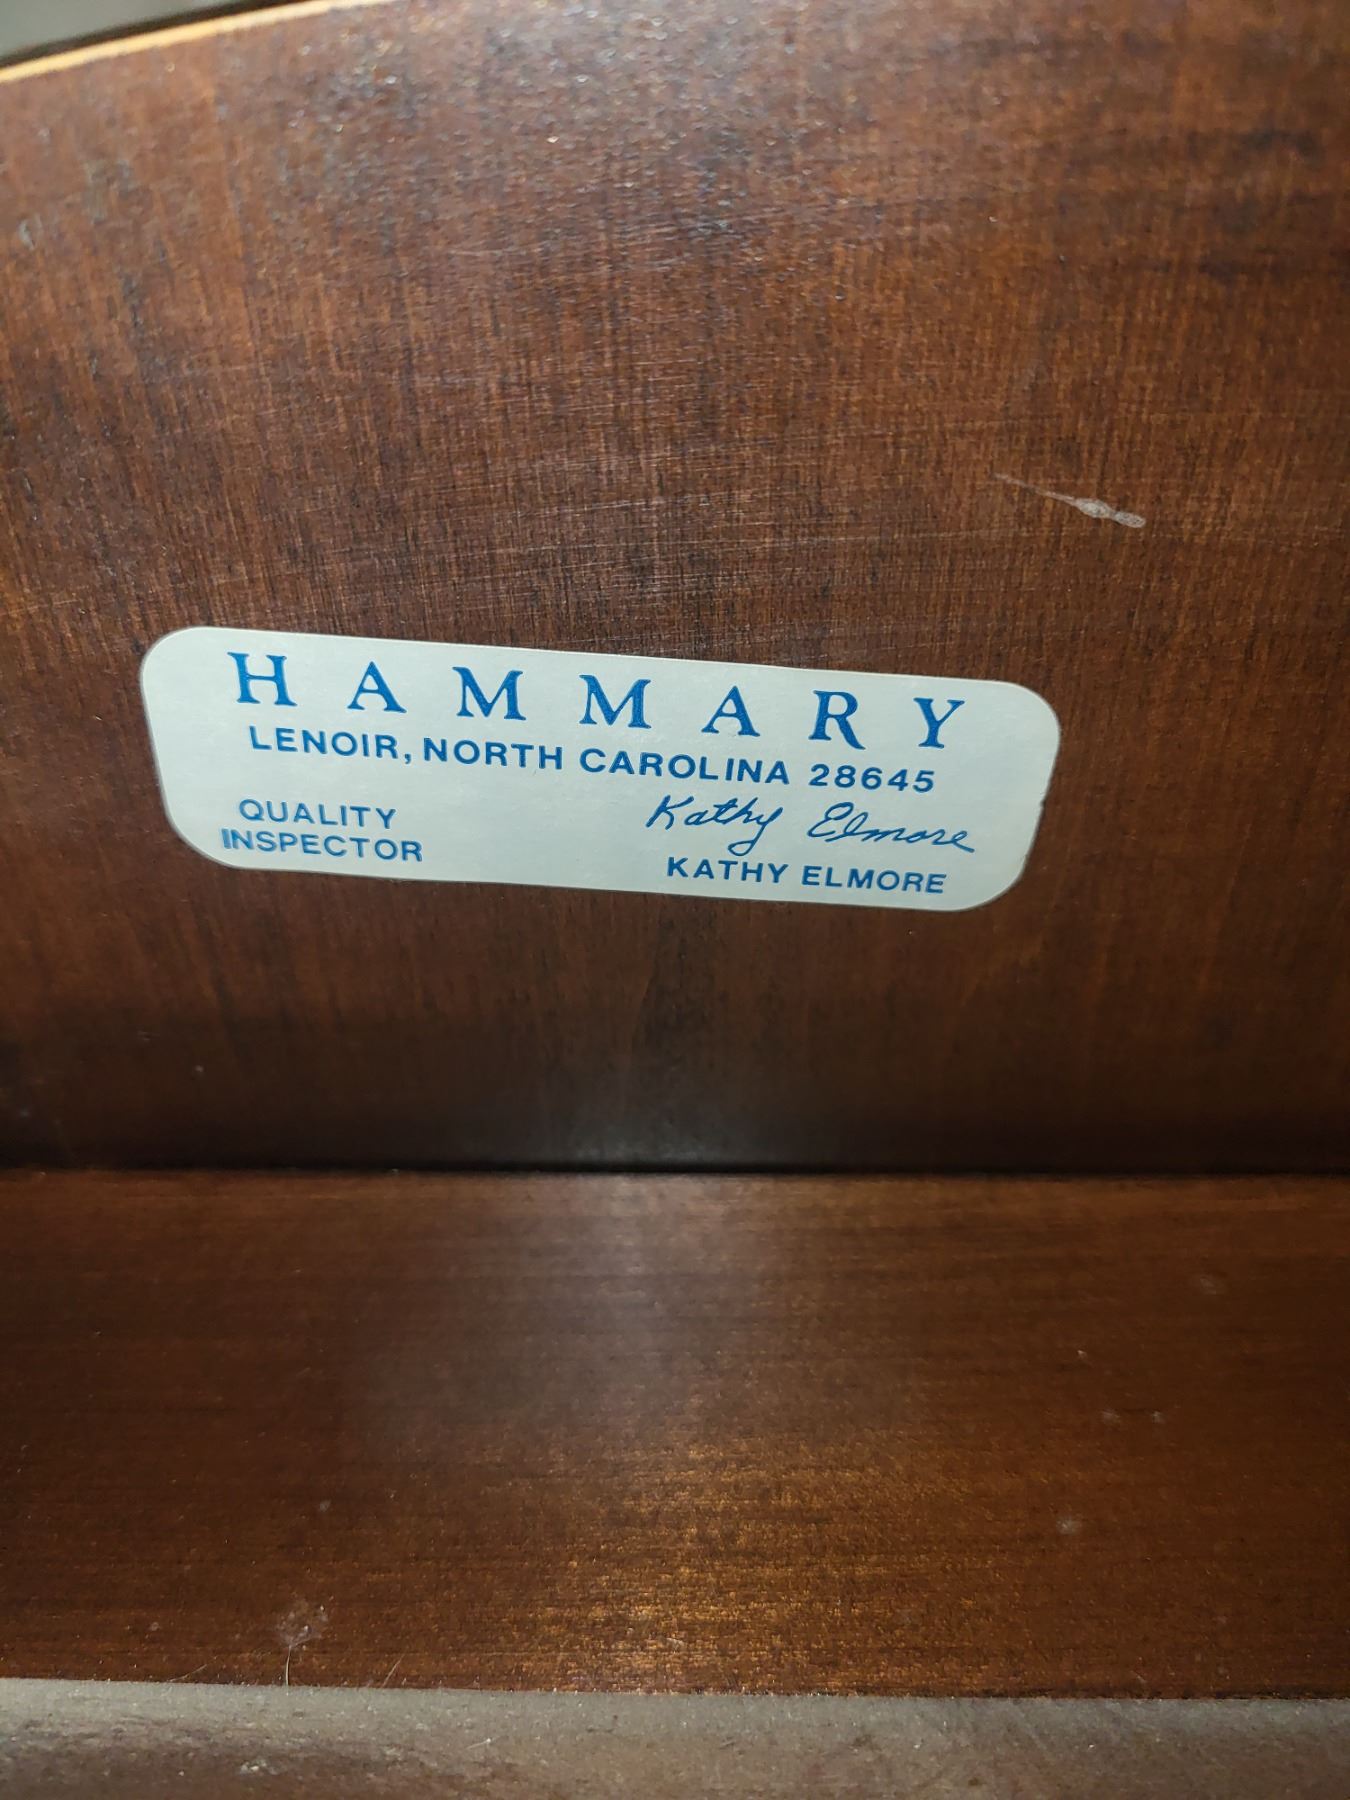 HAMMARY
LENOIR, NORTH CAROLINA 28645
QUALITY
INSPECTOR
Kathy Elmore
KATHY ELMORE